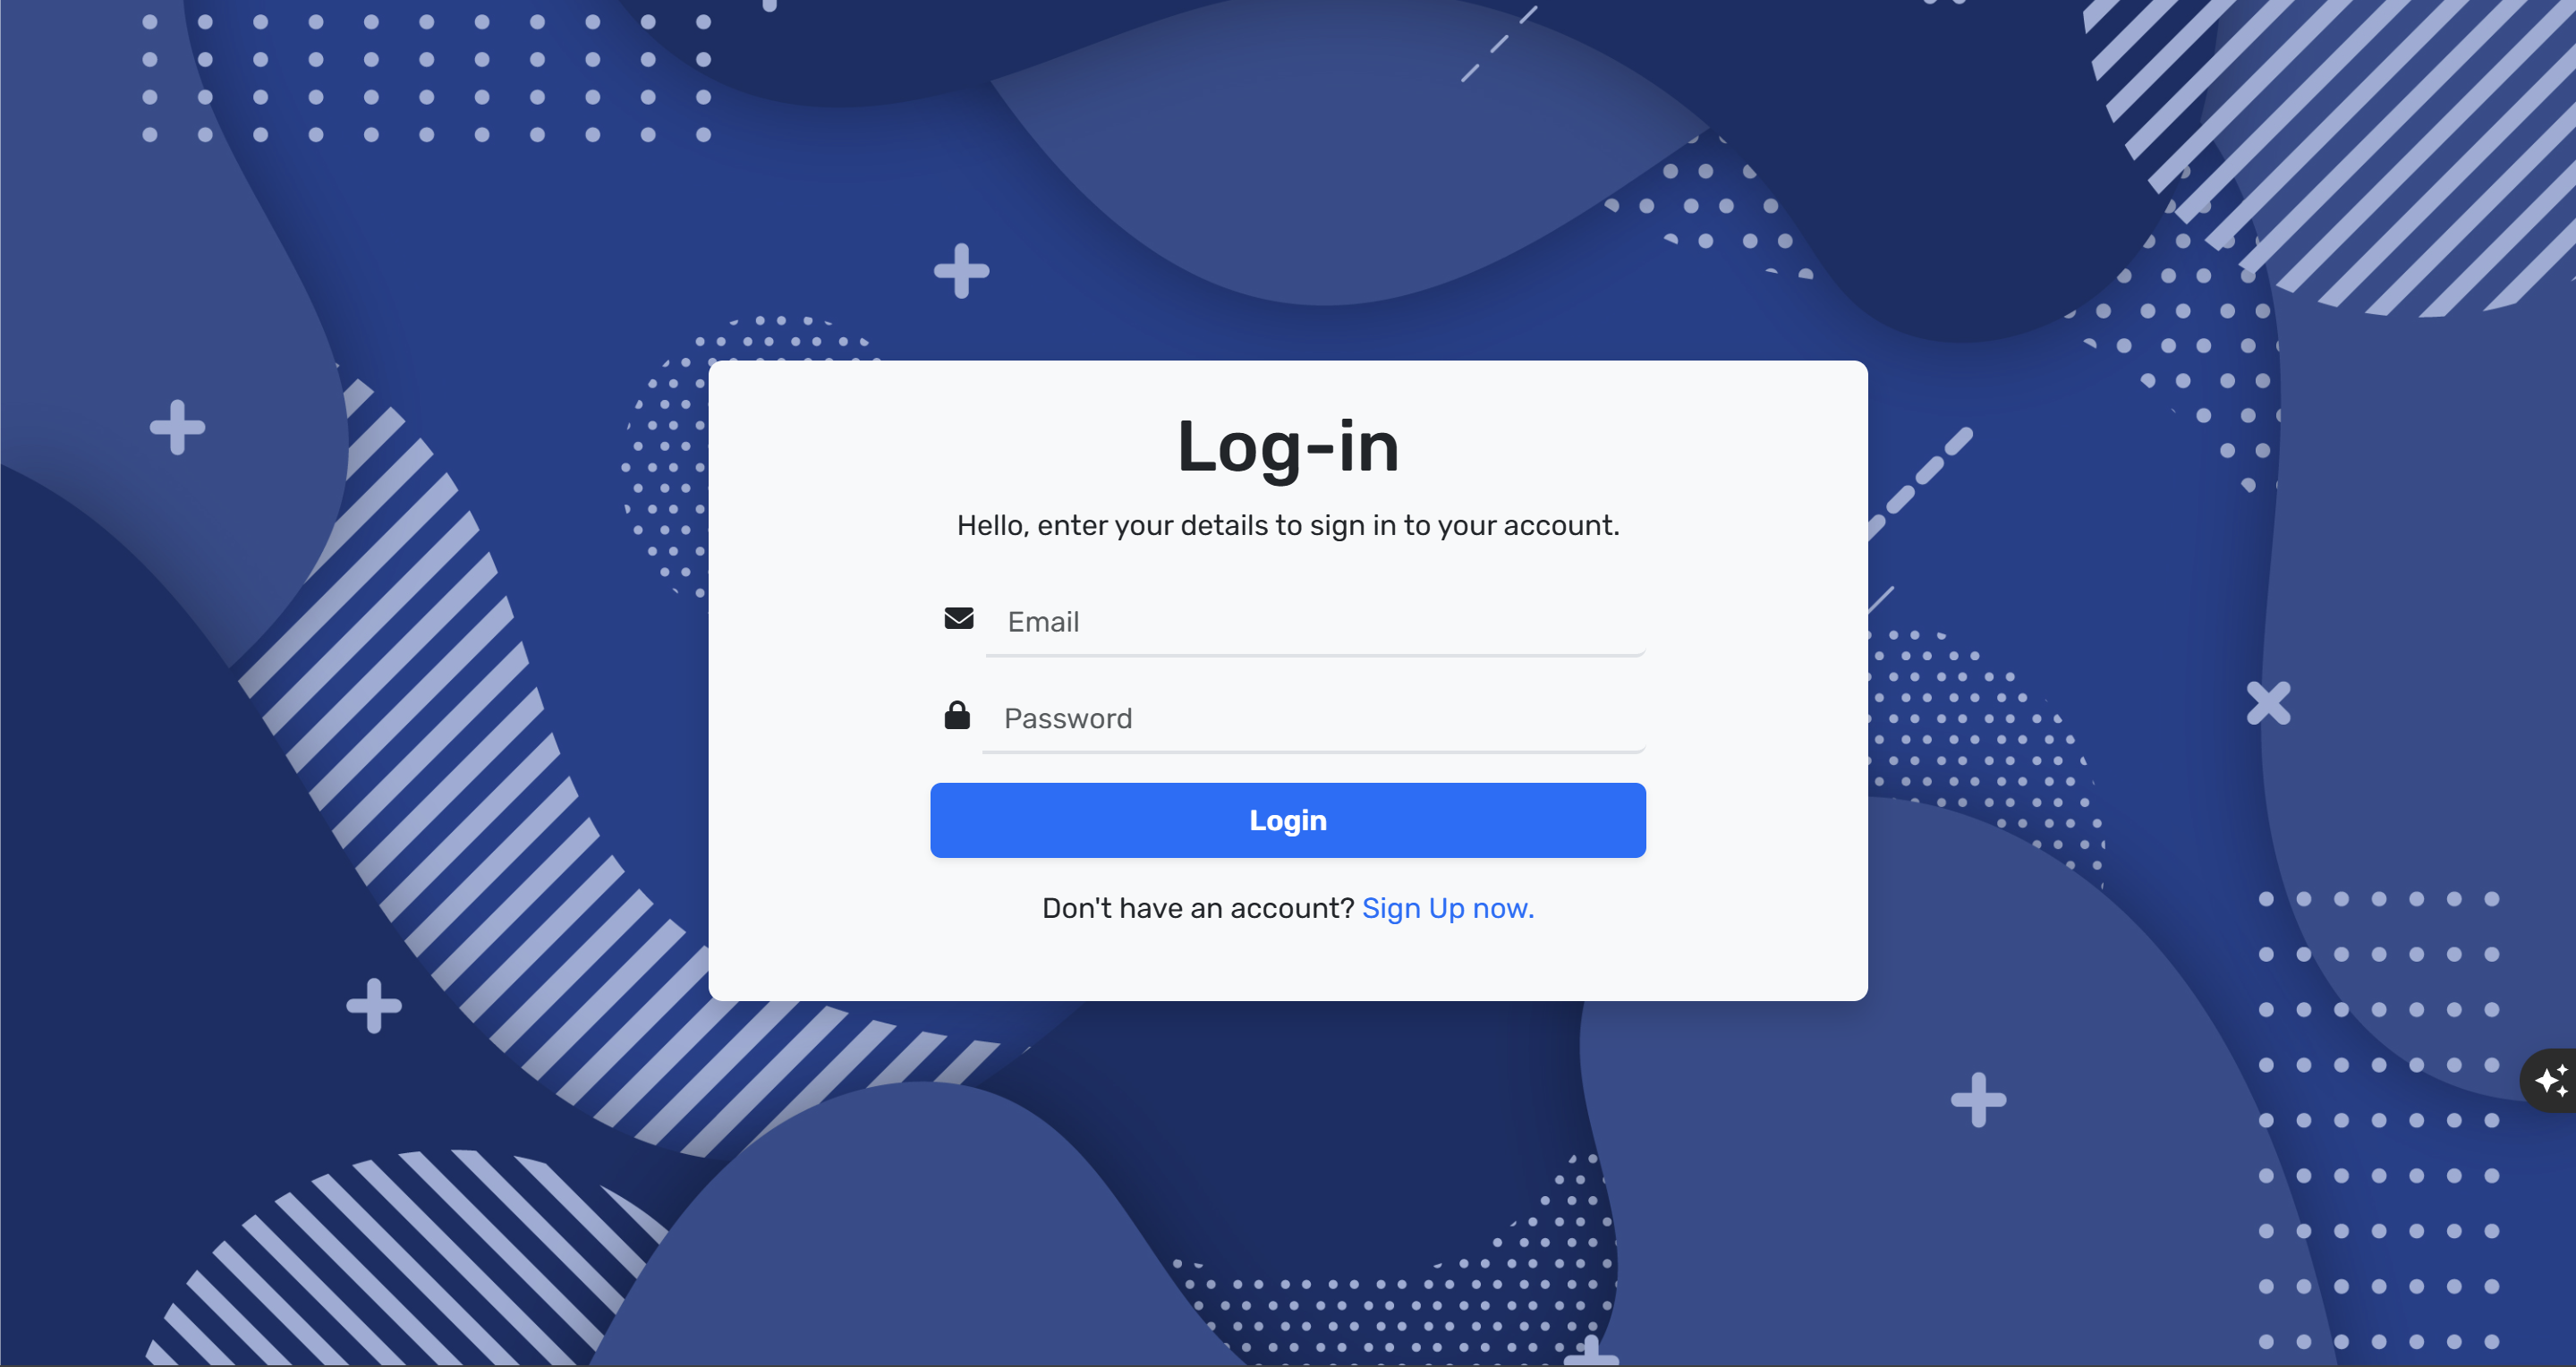 Log-in
Hello, enter your details to sign in to your account.
Email
Password
Login
Don't have an account? Sign Up now.